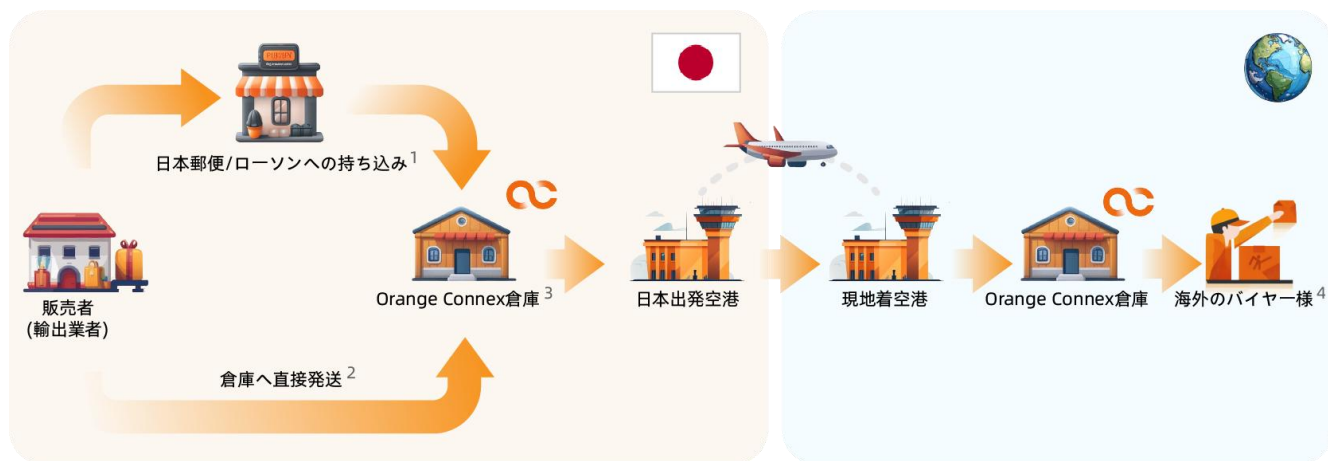 日本郵便/ローソンへの持ち込み1
販売者
(輸出業者)
倉庫へ直接発送2
Orange Connex倉庫3
日本出発空港
現地着空港
Orange Connex倉庫
海外のバイヤー様4